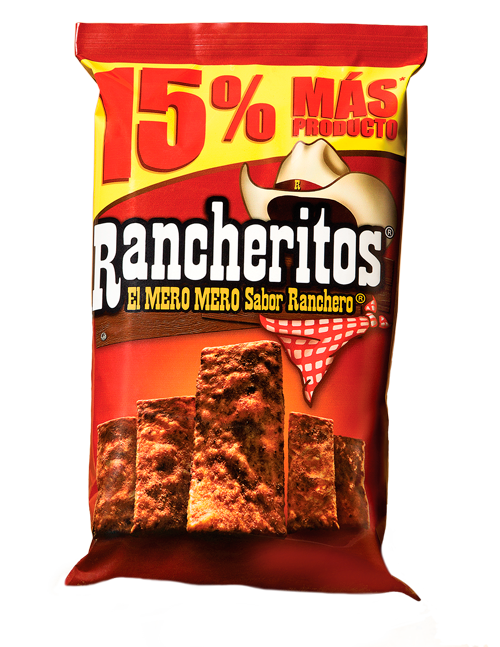 15% MÁS*
PRODUCTO
R
Rancheritos®
El MERO MERO Sabor Ranchero®